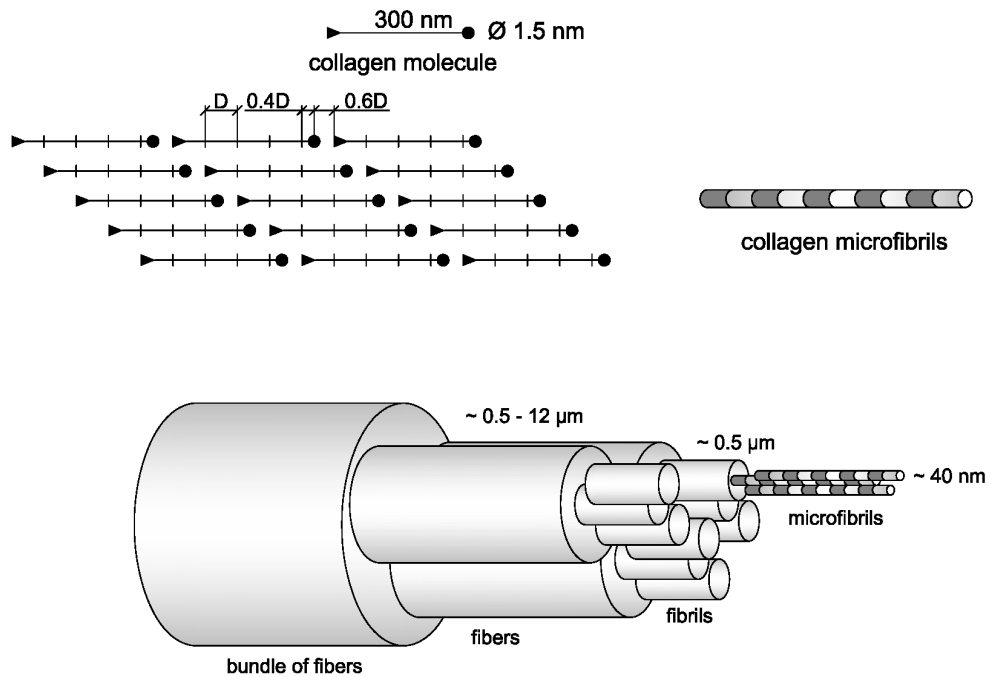 300 nm
Ø 1.5 nm
collagen molecule
D
0.4D
0.6D
collagen microfibrils
~ 0.5 - 12 µm
~ 0.5 µm
~ 40 nm
microfibrils
fibrils
fibers
bundle of fibers